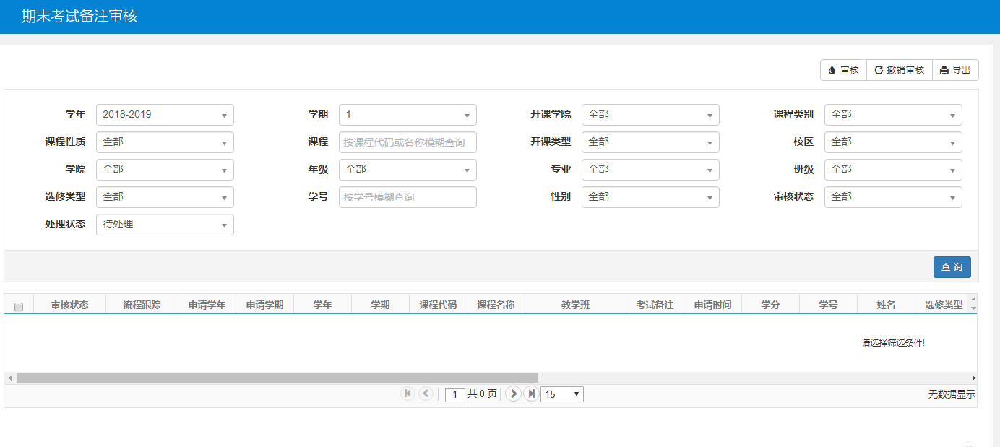 期末考试备注审核
审核 撤销审核 导出
学年 2018-2019 学期 1 开课学院 全部 课程类别 全部
课程性质 全部 课程 按课程代码或名称模糊查询 开课类型 全部 校区 全部
学院 全部 年级 全部 专业 全部 班级 全部
选修类型 全部 学号 按学号模糊查询 性别 全部 审核状态 全部
处理状态 待处理
查 询
审核状态 流程跟踪 申请学年 申请学期 学年 学期 课程代码 课程名称 教学班 考试备注 申请时间 学分 学号 姓名 选修类型
请选择筛选条件!
1 共 0 页 15 无数据显示